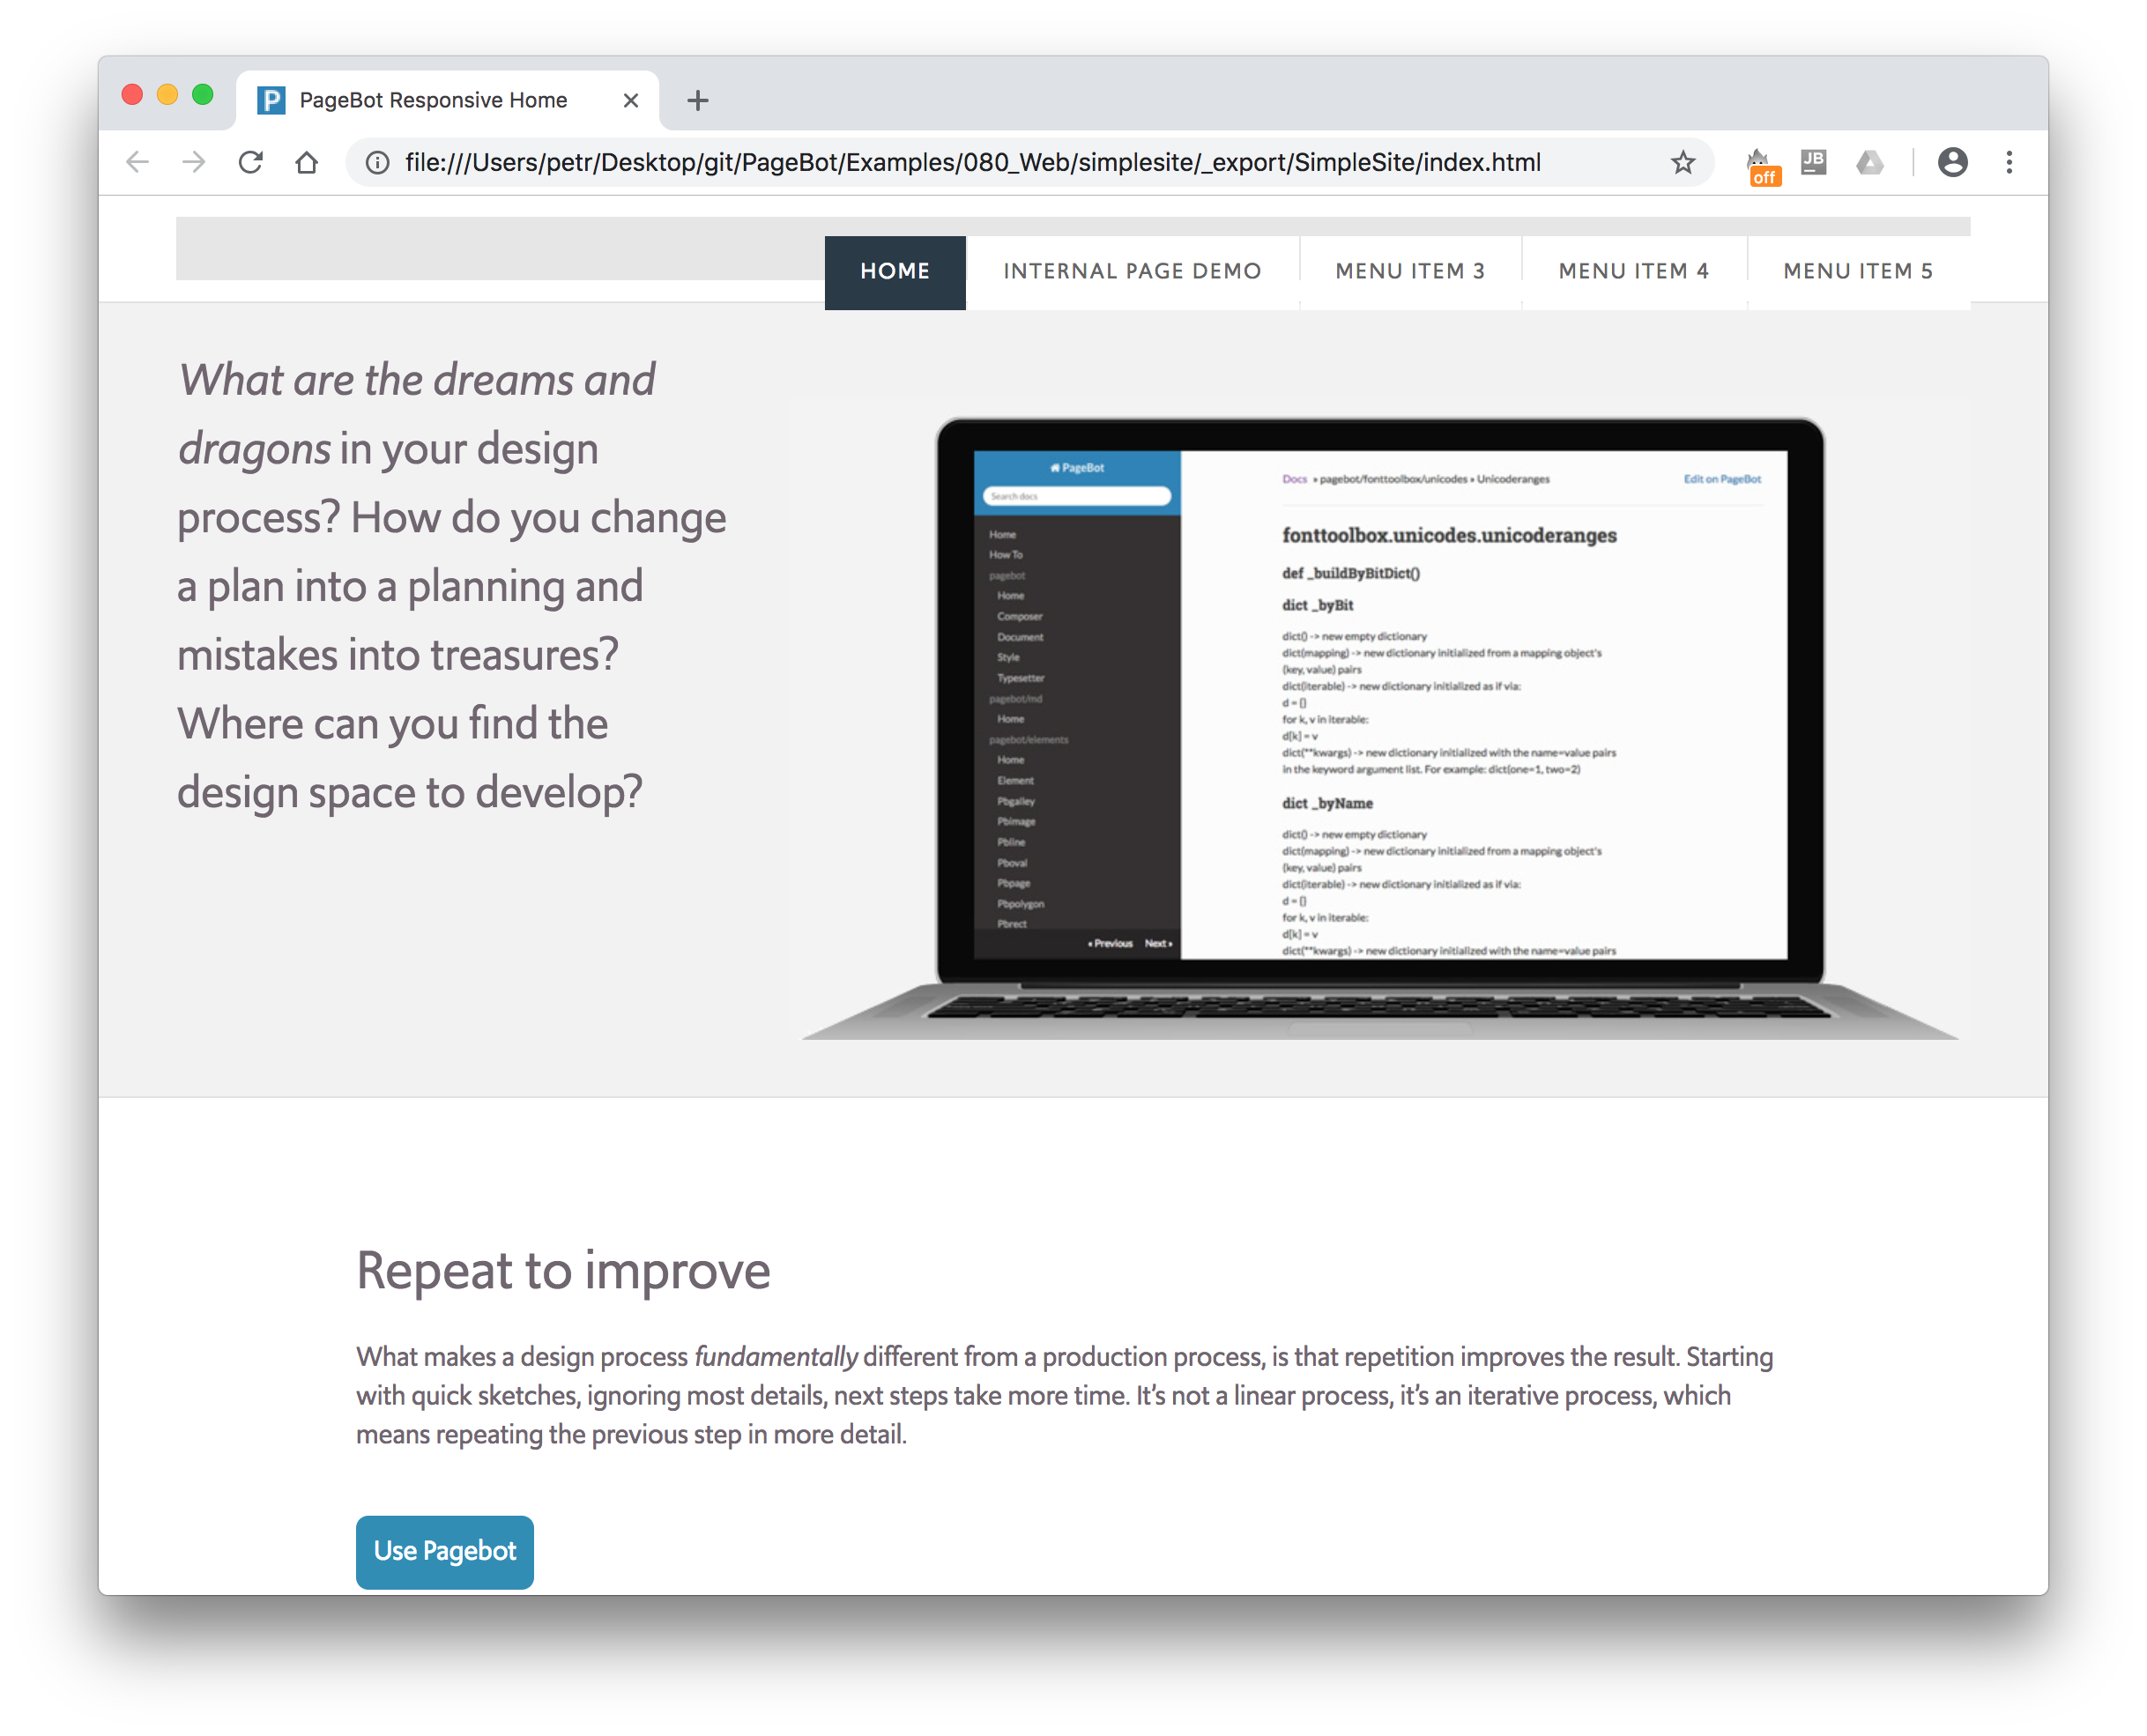 PageBot Responsive Home
file:///Users/petr/Desktop/git/PageBot/Examples/080_Web/simplesite/_export/SimpleSite/index.html
off
JB
HOME
INTERNAL PAGE DEMO
MENU ITEM 3
MENU ITEM 4
MENU ITEM 5
What are the dreams and
dragons in your design
process? How do you change
a plan into a planning and
mistakes into treasures?
Where can you find the
design space to develop?
PageBot
Search docs
Home
How To
pagebot
Home
Composer
Document
Style
Typesetter
pagebot/md
Home
pagebot/elements
Home
Element
Pbgalley
Pbimage
Pbline
Pboval
Pbpage
Pbpolygon
Pbrect
« Previous Next »
Docs » pagebot/fonttoolbox/unicodes » Unicoderanges
Edit on PageBot
fonttoolbox.unicodes.unicoderanges
def _buildByBitDict()
dict _byBit
dict() -> new empty dictionary
dict(mapping) -> new dictionary initialized from a mapping object's
(key, value) pairs
dict(iterable) -> new dictionary initialized as if via:
d = {}
for k, v in iterable:
d[k] = v
dict(**kwargs) -> new dictionary initialized with the name=value pairs
in the keyword argument list. For example: dict(one=1, two=2)
dict _byName
dict() -> new empty dictionary
dict(mapping) -> new dictionary initialized from a mapping object's
(key, value) pairs
dict(iterable) -> new dictionary initialized as if via:
d = {}
for k, v in iterable:
d[k] = v
dict(**kwargs) -> new dictionary initialized with the name=value pairs
Repeat to improve
What makes a design process fundamentally different from a production process, is that repetition improves the result. Starting
with quick sketches, ignoring most details, next steps take more time. It’s not a linear process, it’s an iterative process, which
means repeating the previous step in more detail.
Use Pagebot